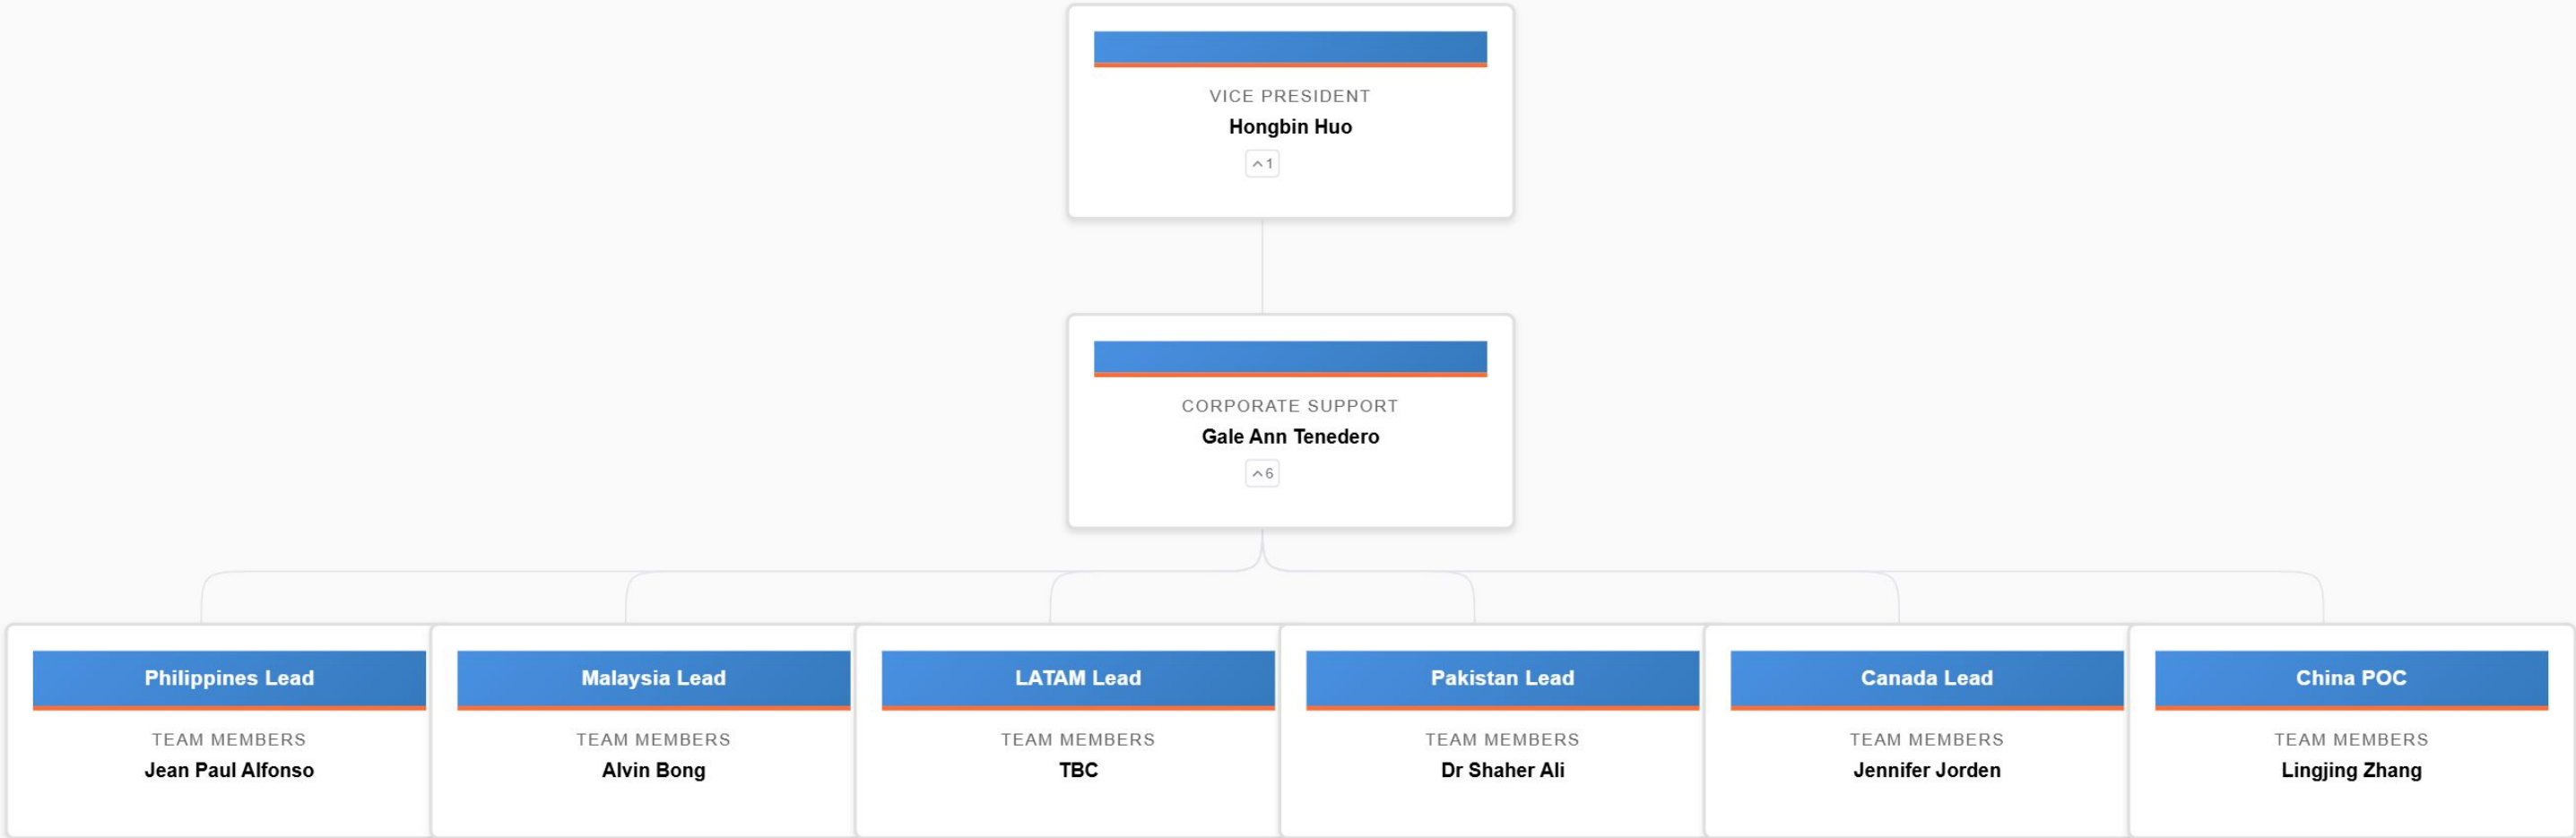 VICE PRESIDENT
Hongbin Huo
1
CORPORATE SUPPORT
Gale Ann Tenedero
6
Philippines Lead
TEAM MEMBERS
Jean Paul Alfonso
Malaysia Lead
TEAM MEMBERS
Alvin Bong
LATAM Lead
TEAM MEMBERS
TBC
Pakistan Lead
TEAM MEMBERS
Dr Shaher Ali
Canada Lead
TEAM MEMBERS
Jennifer Jorden
China POC
TEAM MEMBERS
Lingjing Zhang